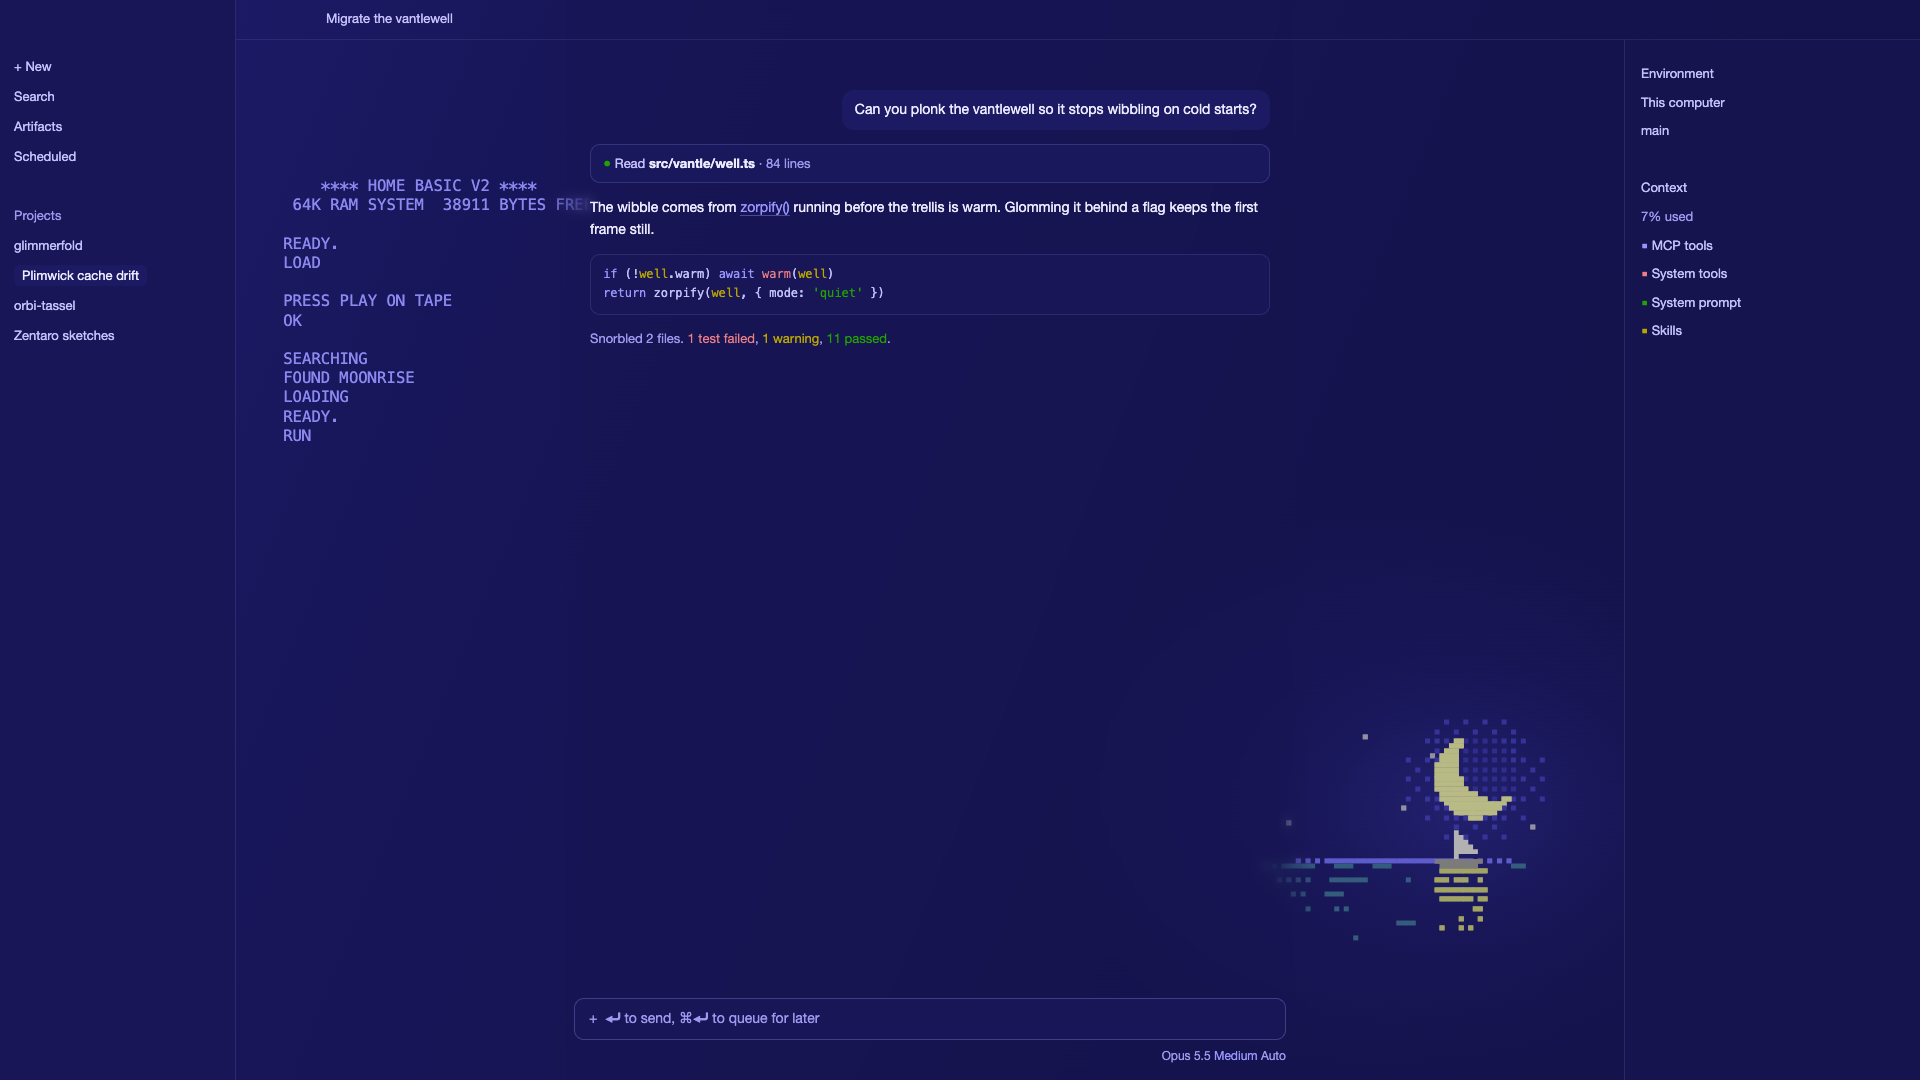 Migrate the vantlewell
+ New
Search
Artifacts
Scheduled
Projects
glimmerfold
Plimwick cache drift
orbi-tassel
Zentaro sketches
**** HOME BASIC V2 ****
64K RAM SYSTEM  38911 BYTES FREE
READY.
LOAD
PRESS PLAY ON TAPE
OK
SEARCHING
FOUND MOONRISE
LOADING
READY.
RUN
Can you plonk the vantlewell so it stops wibbling on cold starts?
Read src/vantle/well.ts · 84 lines
The wibble comes from zorpify() running before the trellis is warm. Glomming it behind a flag keeps the first
frame still.
if (!well.warm) await warm(well)
return zorpify(well, { mode: 'quiet' })
Snorbled 2 files. 1 test failed, 1 warning, 11 passed.
+ ↵ to send, ⌘↵ to queue for later
Opus 5.5 Medium Auto
Environment
This computer
main
Context
7% used
MCP tools
System tools
System prompt
Skills